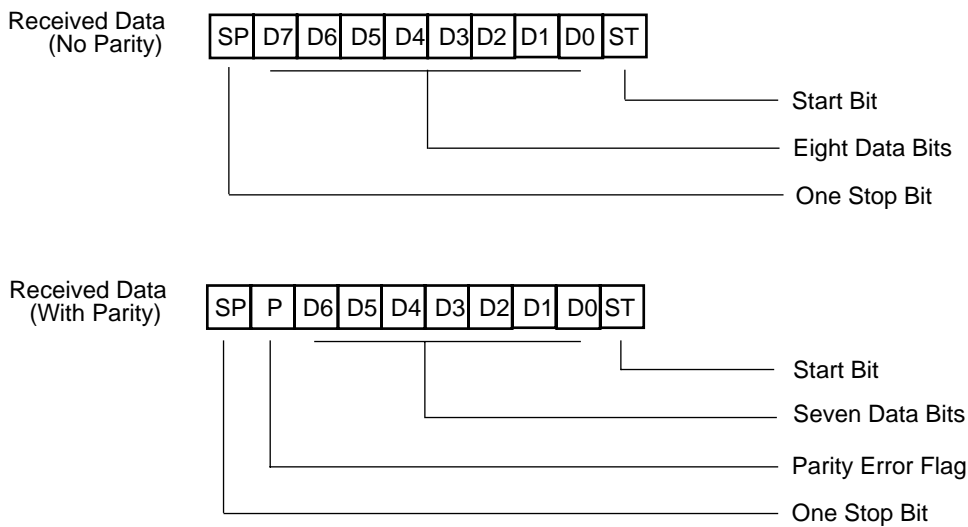 Received Data
(No Parity)
SP D7 D6 D5 D4 D3 D2 D1 D0 ST
Start Bit
Eight Data Bits
One Stop Bit
Received Data
(With Parity)
SP P D6 D5 D4 D3 D2 D1 D0 ST
Start Bit
Seven Data Bits
Parity Error Flag
One Stop Bit